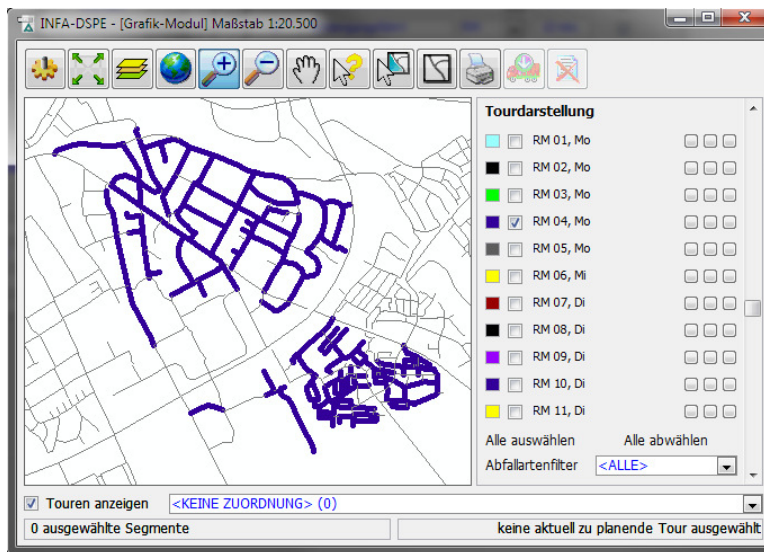 INFA-DSPE - [Grafik-Modul] Maßstab 1:20.500
Tourdarstellung
RM 01, Mo
RM 02, Mo
RM 03, Mo
RM 04, Mo
RM 05, Mo
RM 06, Mi
RM 07, Di
RM 08, Di
RM 09, Di
RM 10, Di
RM 11, Di
Alle auswählen Alle abwählen
Abfallartenfilter <ALLE>
Touren anzeigen <KEINE ZUORDNUNG> (0)
0 ausgewählte Segmente keine aktuell zu planende Tour ausgewählt